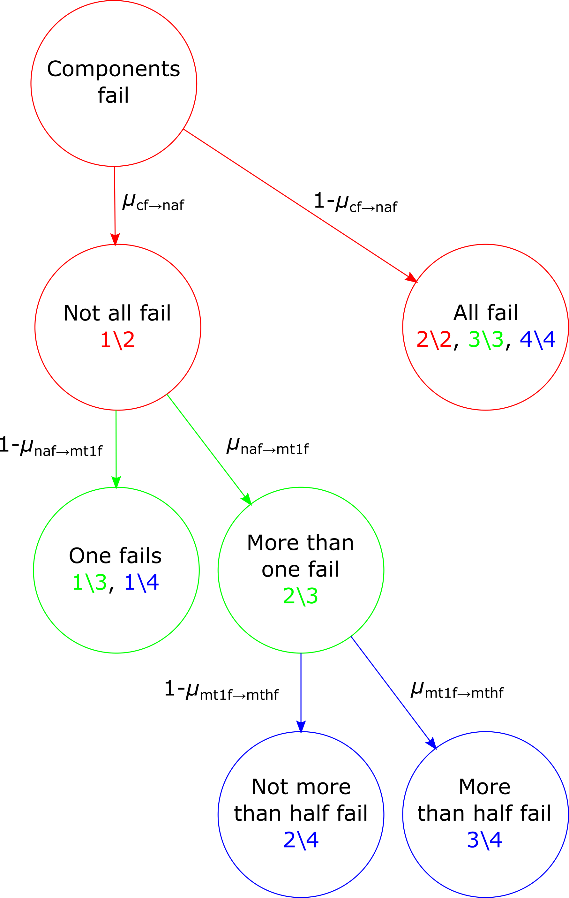 Components
fail
μcf→naf
1-μcf→naf
Not all fail
1\2
All fail
2\2, 3\3, 4\4
1-μnaf→mt1f
μnaf→mt1f
One fails
1\3, 1\4
More than
one fail
2\3
1-μmt1f→mthf
μmt1f→mthf
Not more
than half fail
2\4
More
than half fail
3\4